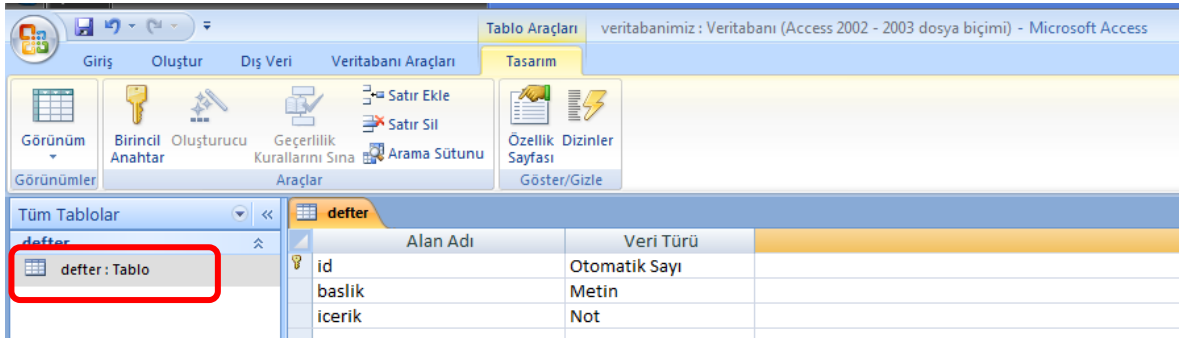 Tablo Araçları veritabanimiz : Veritabanı (Access 2002 - 2003 dosya biçimi) - Microsoft Access
Giriş Oluştur Dış Veri Veritabanı Araçları Tasarım
Görünüm
Birincil Anahtar
Oluşturucu
Geçerlilik Kurallarını Sına
Satır Ekle
Satır Sil
Arama Sütunu
Özellik Sayfası
Dizinler
Görünümler Araçlar Göster/Gizle
Tüm Tablolar
defter
defter : Tablo
defter
Alan Adı Veri Türü
id Otomatik Sayı
baslik Metin
icerik Not